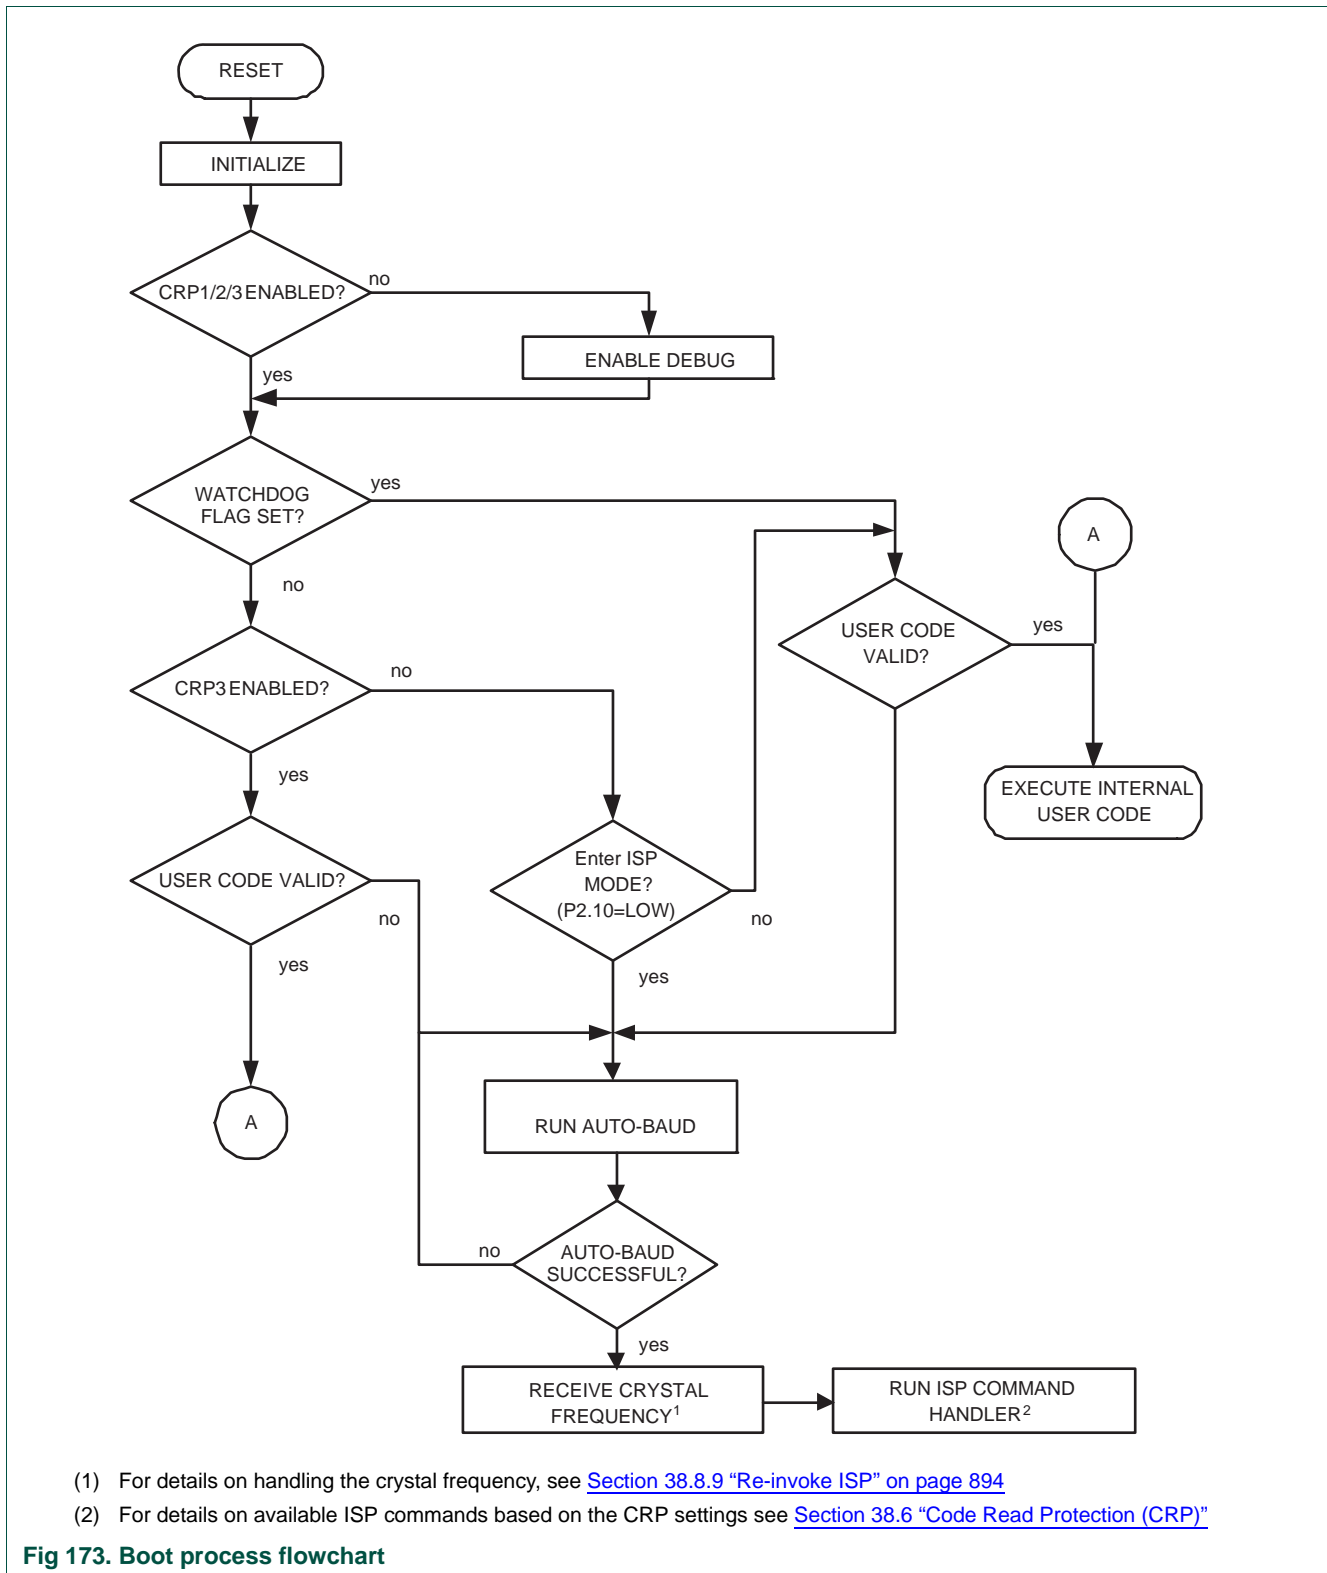 RESET
INITIALIZE
CRP1/2/3 ENABLED?
no
ENABLE DEBUG
yes
WATCHDOG
FLAG SET?
yes
no
A
USER CODE
VALID?
yes
CRP3 ENABLED?
no
yes
EXECUTE INTERNAL
USER CODE
USER CODE VALID?
no
yes
Enter ISP
MODE?
(P2.10=LOW)
no
yes
A
RUN AUTO-BAUD
AUTO-BAUD
SUCCESSFUL?
no
yes
RECEIVE CRYSTAL
FREQUENCY1
RUN ISP COMMAND
HANDLER2
(1) For details on handling the crystal frequency, see Section 38.8.9 “Re-invoke ISP” on page 894
(2) For details on available ISP commands based on the CRP settings see Section 38.6 “Code Read Protection (CRP)”
Fig 173. Boot process flowchart